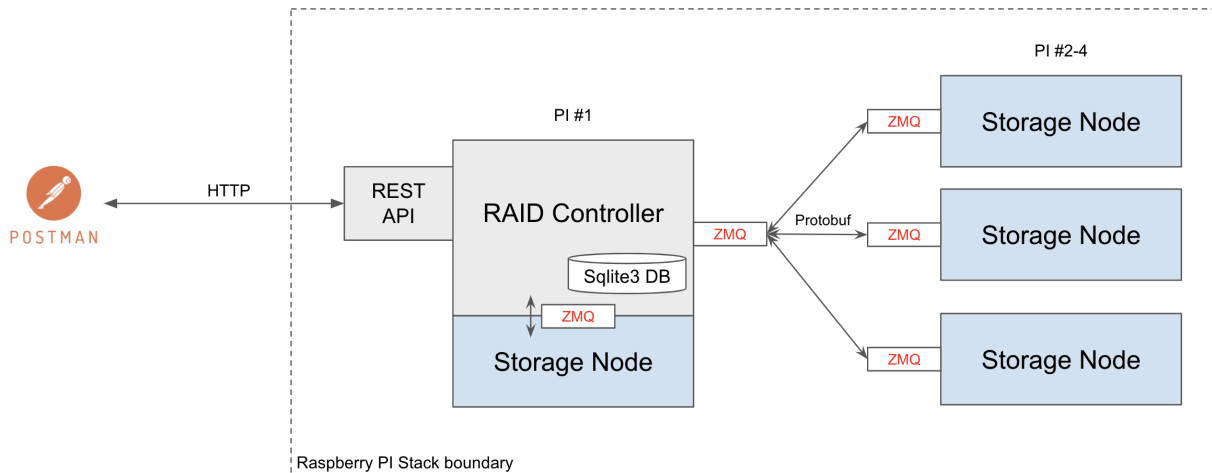 PI #2-4
PI #1
ZMQ
Storage Node
HTTP
REST
API
RAID Controller
POSTMAN
ZMQ
Protobuf
ZMQ
Storage Node
Sqlite3 DB
ZMQ
Storage Node
ZMQ
Storage Node
Raspberry PI Stack boundary